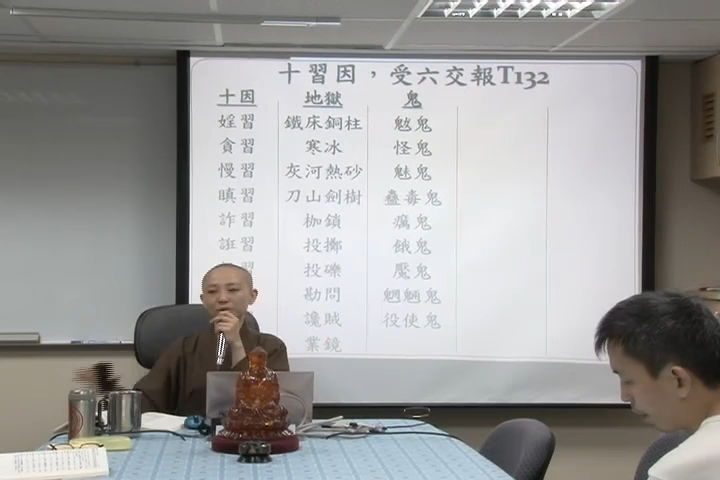 十習因，受六交報T132
十因 地獄 鬼
婬習 鐵床銅柱 魃鬼
貪習 寒冰 怪鬼
慢習 灰河熱砂 魅鬼
瞋習 刀山劍樹 蠱毒鬼
詐習 枷鎖 癘鬼
誑習 投擲 餓鬼
習 投礫 魘鬼
勘問 魍魎鬼
讒賊 役使鬼
業鏡